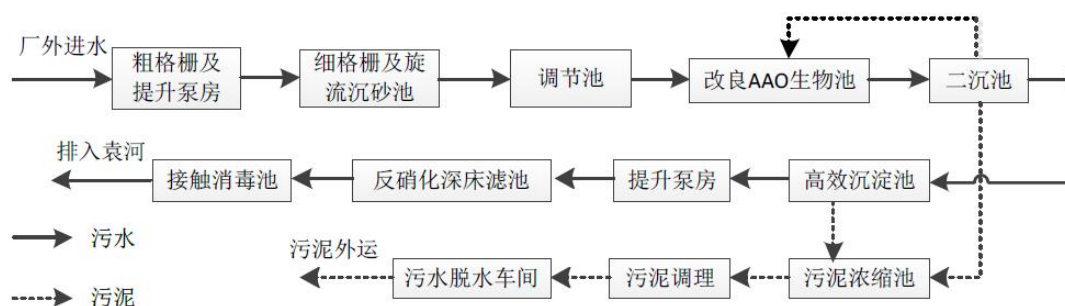 厂外进水
粗格栅及
提升泵房
细格栅及旋
流沉砂池
调节池
改良AAO生物池
二沉池
排入袁河
接触消毒池
反硝化深床滤池
提升泵房
高效沉淀池
污水
污泥外运
污水脱水车间
污泥调理
污泥浓缩池
污泥